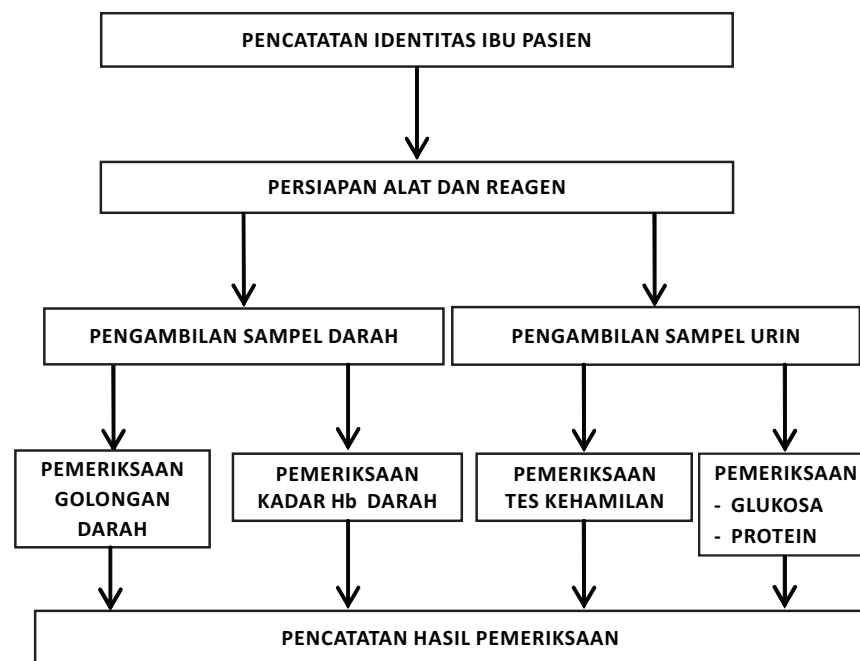 PENCATATAN IDENTITAS IBU PASIEN
PERSIAPAN ALAT DAN REAGEN
PENGAMBILAN SAMPEL DARAH
PENGAMBILAN SAMPEL URIN
PEMERIKSAAN
GOLONGAN
DARAH
PEMERIKSAAN
KADAR Hb DARAH
PEMERIKSAAN
TES KEHAMILAN
PEMERIKSAAN
- GLUKOSA
- PROTEIN
PENCATATAN HASIL PEMERIKSAAN